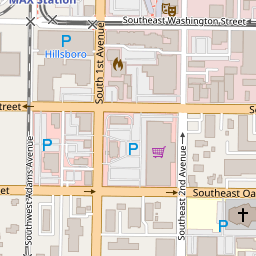 MAX Station
Southeast Washington Street
P
Hillsboro
South 1st Avenue
Street
Southwest Adams Avenue
P
P
Southeast 2nd Avenue
Southeast Oa
P